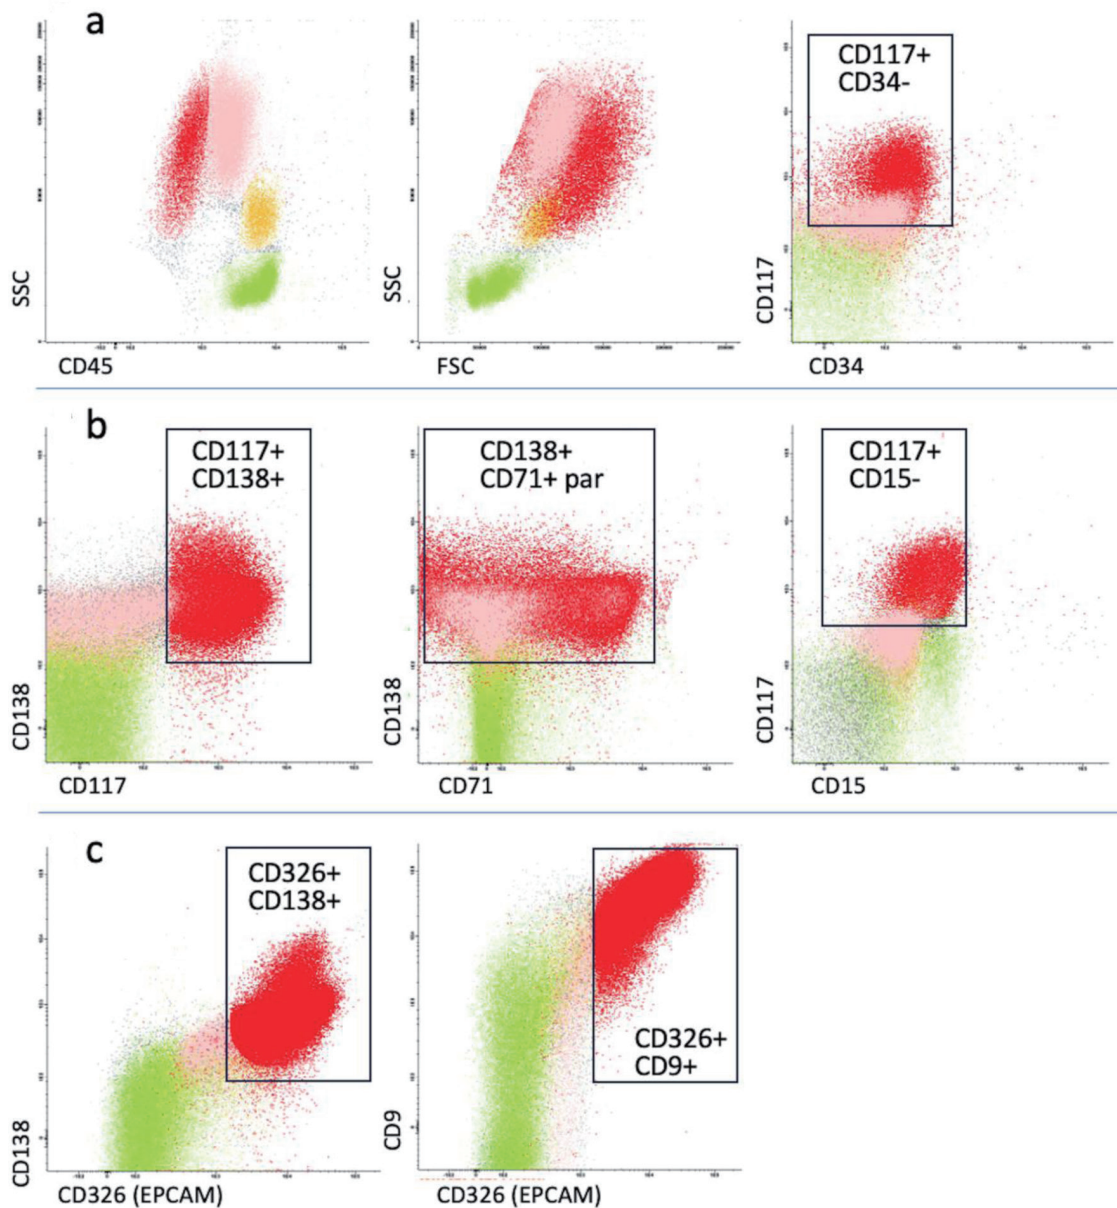 a
CD117+
CD34-
SSC
SSC
CD117
CD45
FSC
CD34
b
CD117+
CD138+
CD138+
CD71+ par
CD117+
CD15-
CD138
CD138
CD117
CD117
CD71
CD15
c
CD326+
CD138+
CD326+
CD9+
CD138
CD9
CD326 (EPCAM)
CD326 (EPCAM)